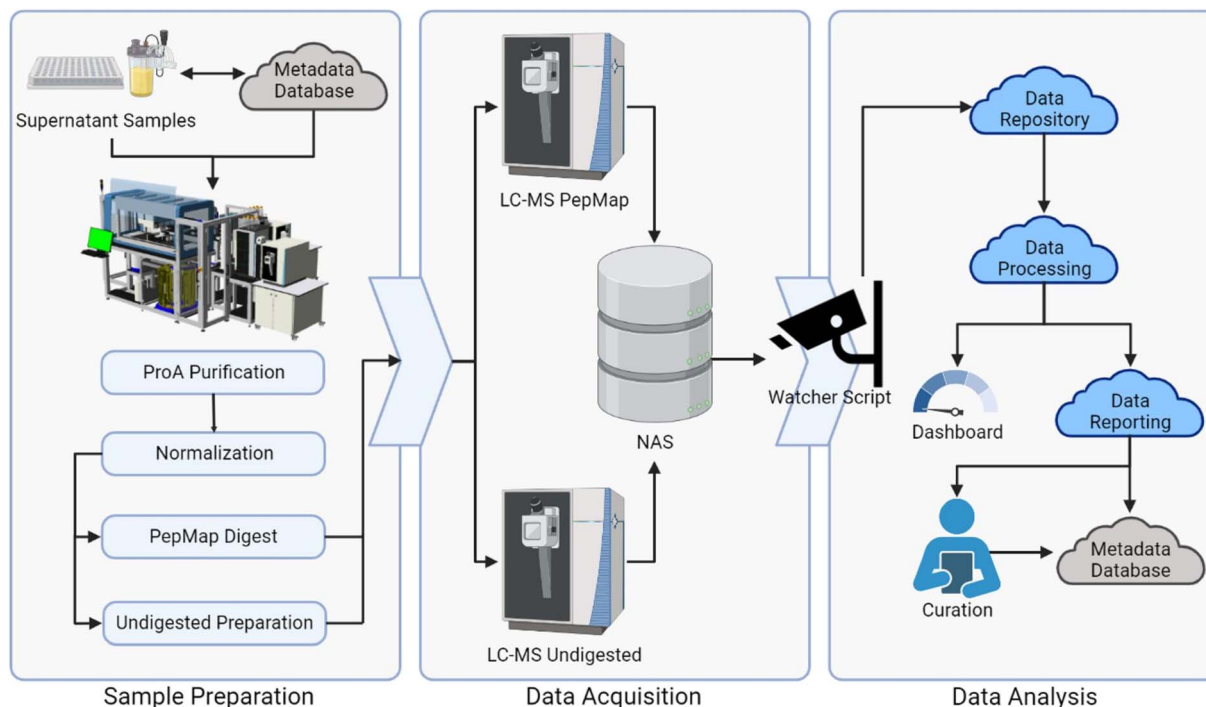 Metadata
Database
Supernatant Samples
ProA Purification
Normalization
PepMap Digest
Undigested Preparation
Sample Preparation
LC-MS PepMap
NAS
LC-MS Undigested
Data Acquisition
Watcher Script
Data
Repository
Data
Processing
Dashboard
Data
Reporting
Curation
Metadata
Database
Data Analysis